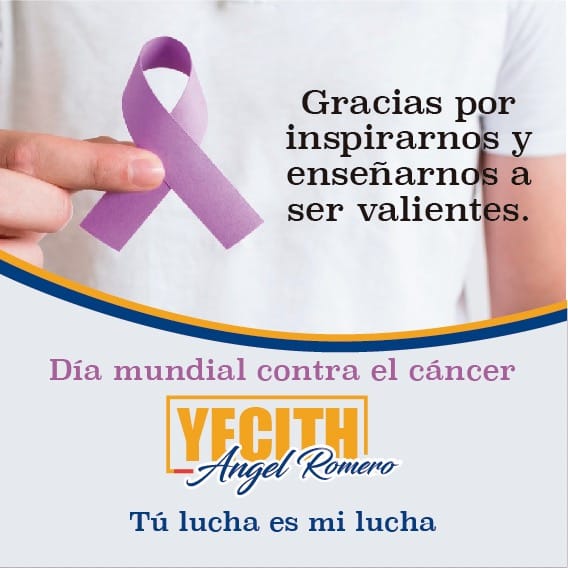 Gracias por
inspirarnos y
enseñarnos a
ser valientes.
Día mundial contra el cáncer
YECITH
Angel Romero
Tú lucha es mi lucha